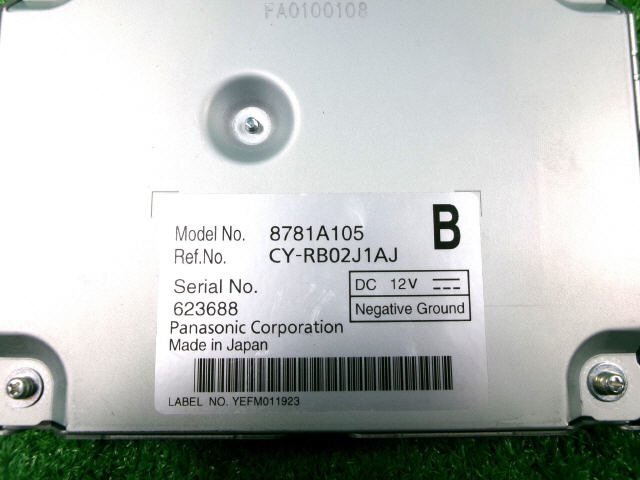 FA0100108
Model No. 8781A105
Ref.No. CY-RB02J1AJ
B
Serial No.
623688
DC 12V
Negative Ground
Panasonic Corporation
Made in Japan
LABEL NO. YEFM011923